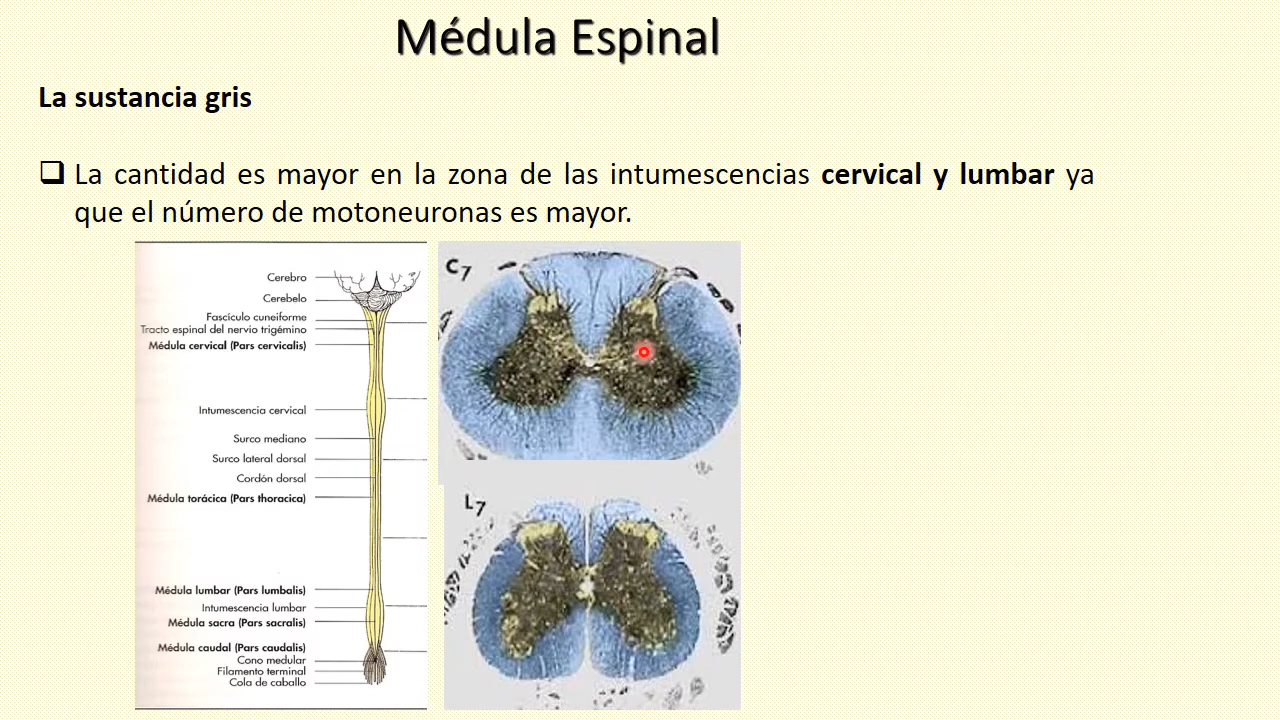 Médula Espinal
La sustancia gris
La cantidad es mayor en la zona de las intumescencias cervical y lumbar ya
que el número de motoneuronas es mayor.
Cerebro
Cerebelo
Fascículo cuneiforme
Tracto espinal del nervio trigémino
Médula cervical (Pars cervicalis)
Intumescencia cervical
Surco mediano
Surco lateral dorsal
Cordón dorsal
Médula torácica (Pars thoracica)
Médula lumbar (Pars lumbalis)
Intumescencia lumbar
Médula sacra (Pars sacralis)
Médula caudal (Pars caudalis)
Cono medular
Filamento terminal
Cola de caballo
C7
L7